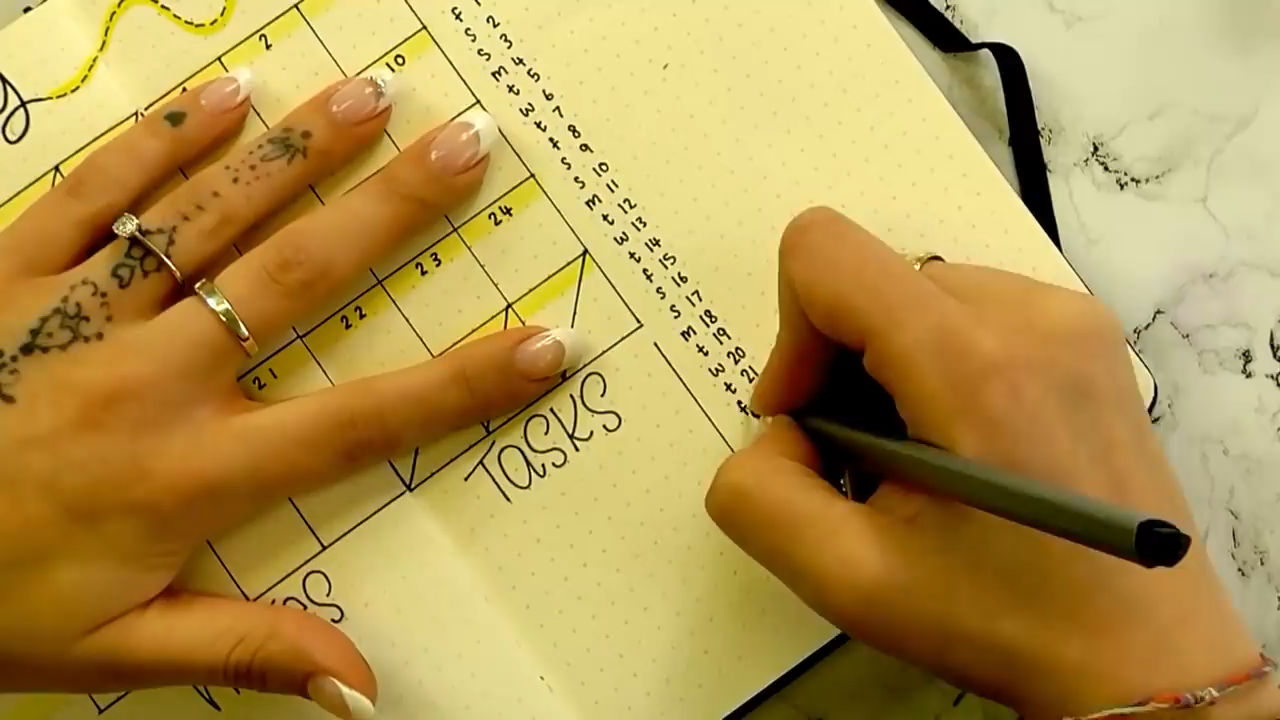 2
10
24
23
22
21
f 1
s 2
s 3
m 4
t 5
w 6
t 7
f 8
s 9
s 10
m 11
t 12
w 13
t 14
f 15
s 16
s 17
m 18
t 19
w 20
t 21
f
TaSKS